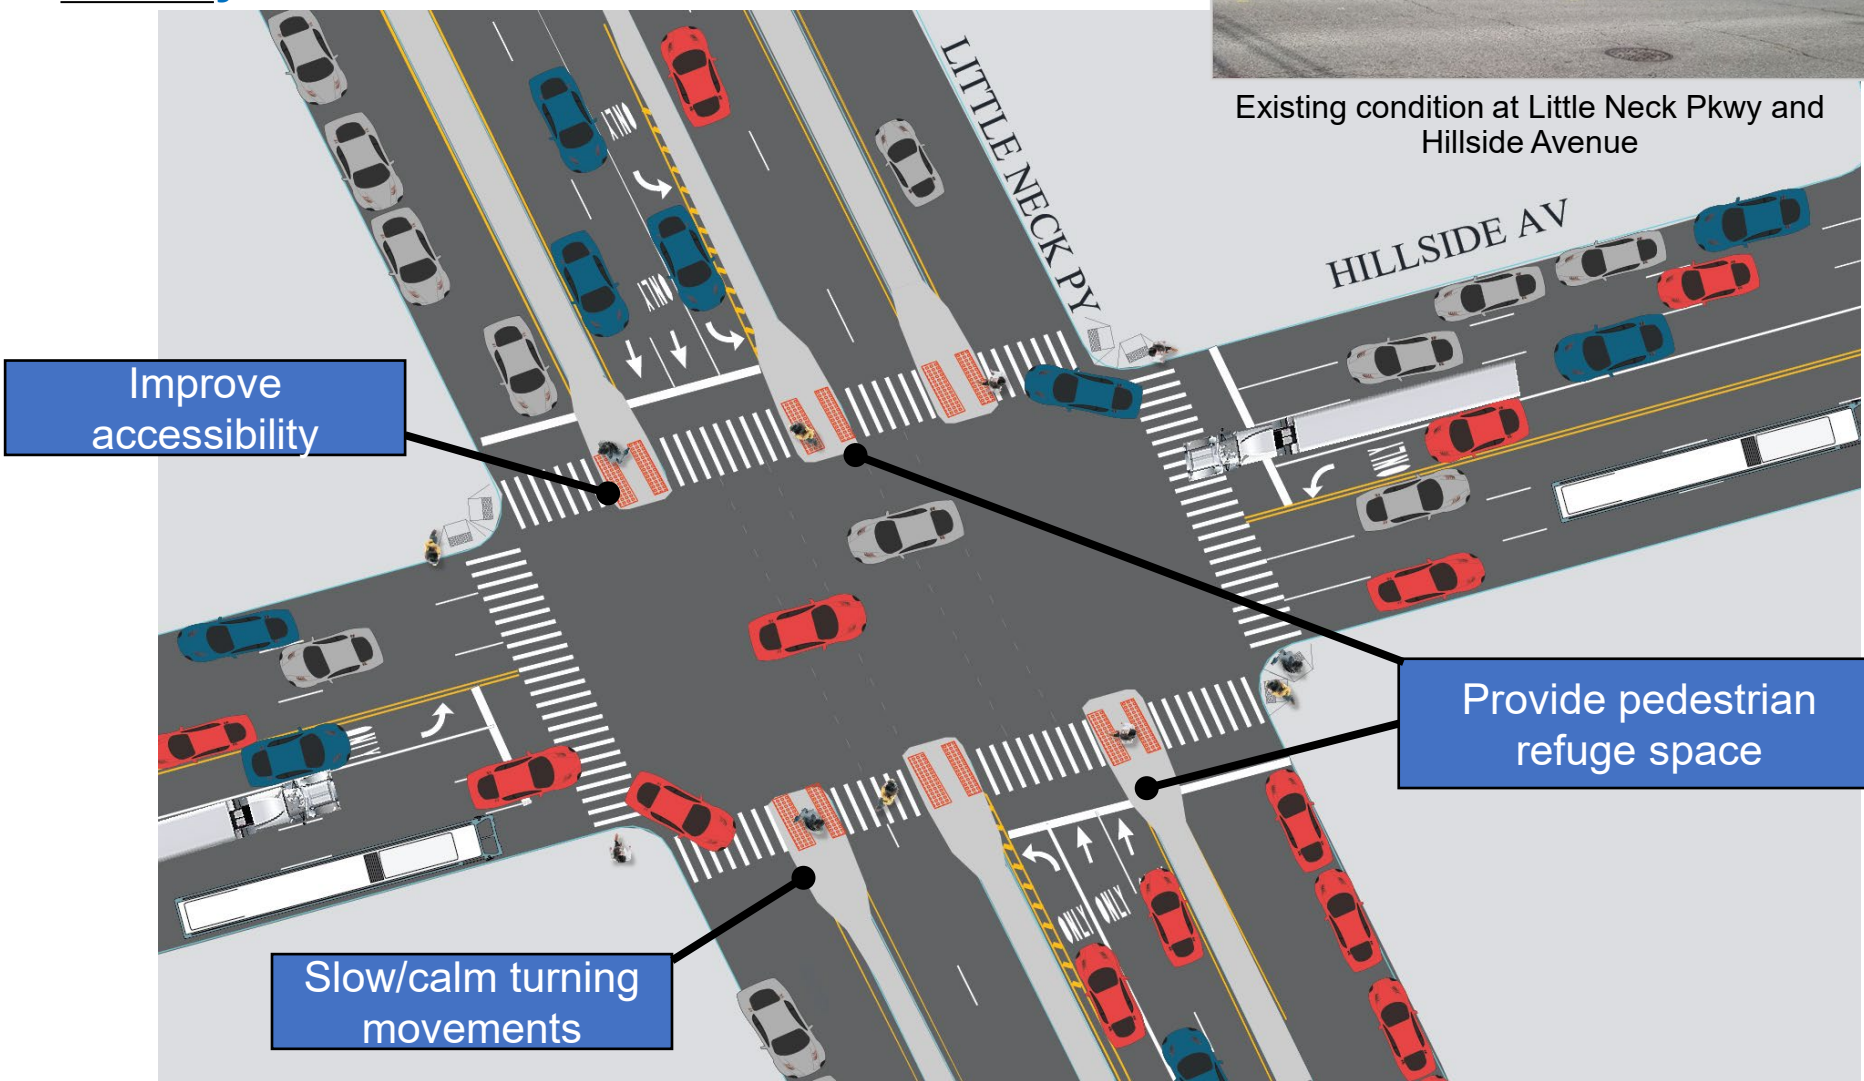 Existing condition at Little Neck Pkwy and
Hillside Avenue
LITTLE NECK PY
HILLSIDE AV
ONLY
ONLY
ONLY
Improve
accessibility
Provide pedestrian
refuge space
ONLY
ONLY
Slow/calm turning
movements